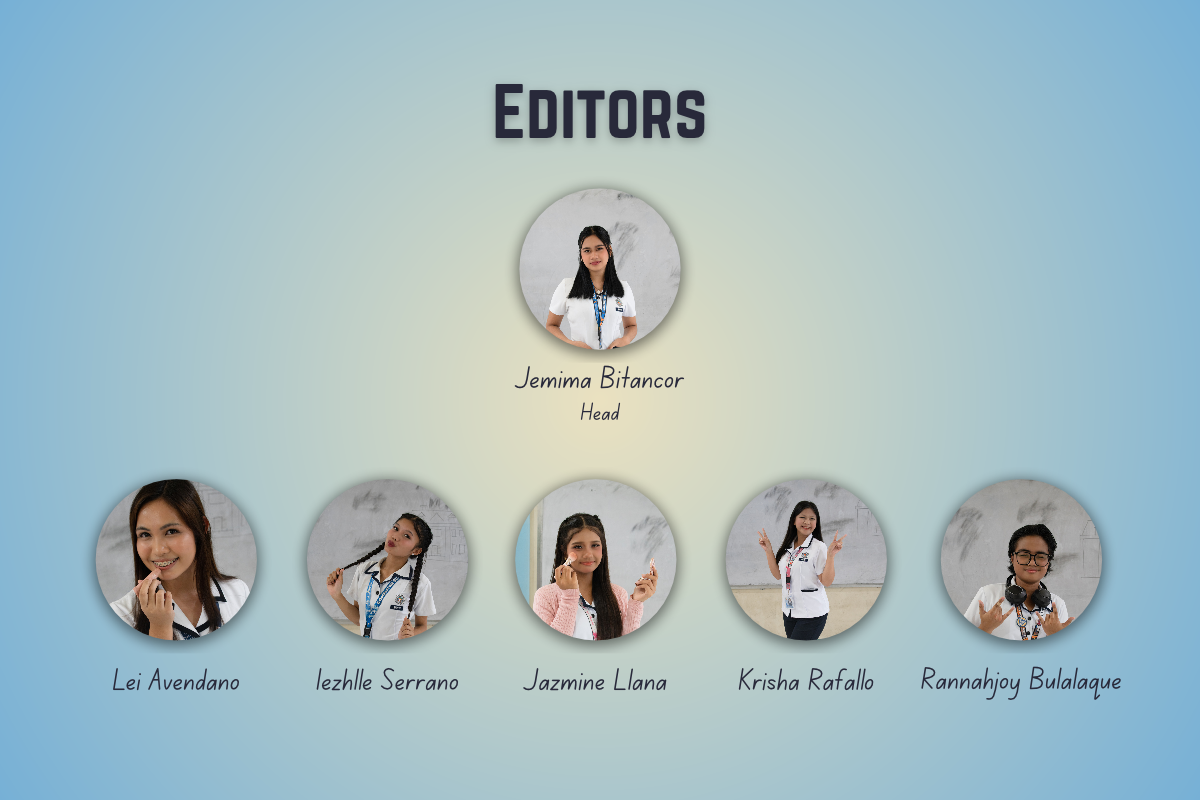 EDITORS
Jemima Bitancor
Head
Lei Avendano
Iezhlle Serrano
Jazmine Llana
Krisha Rafallo
Rannahjoy Bulalaque